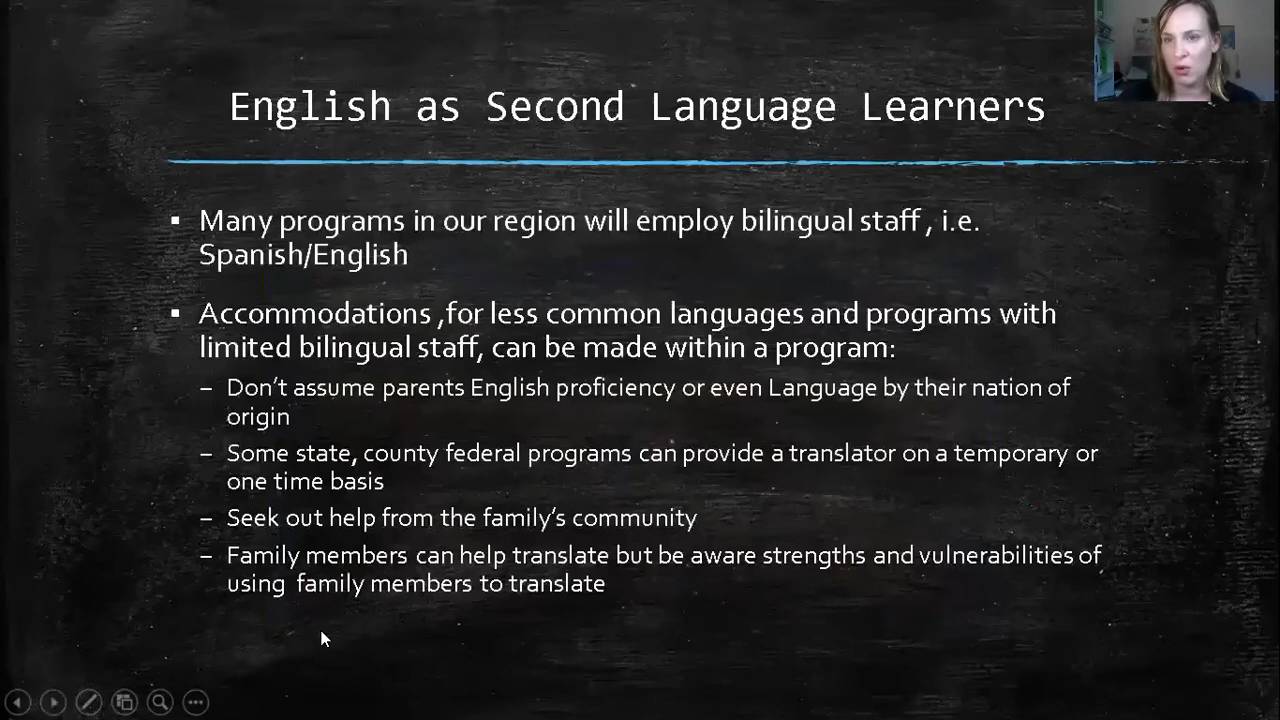 English as Second Language Learners
▪ Many programs in our region will employ bilingual staff , i.e.
Spanish/English
▪ Accommodations ,for less common languages and programs with
limited bilingual staff, can be made within a program:
– Don't assume parents English proficiency or even Language by their nation of
origin
– Some state, county federal programs can provide a translator on a temporary or
one time basis
– Seek out help from the family's community
– Family members can help translate but be aware strengths and vulnerabilities of
using family members to translate